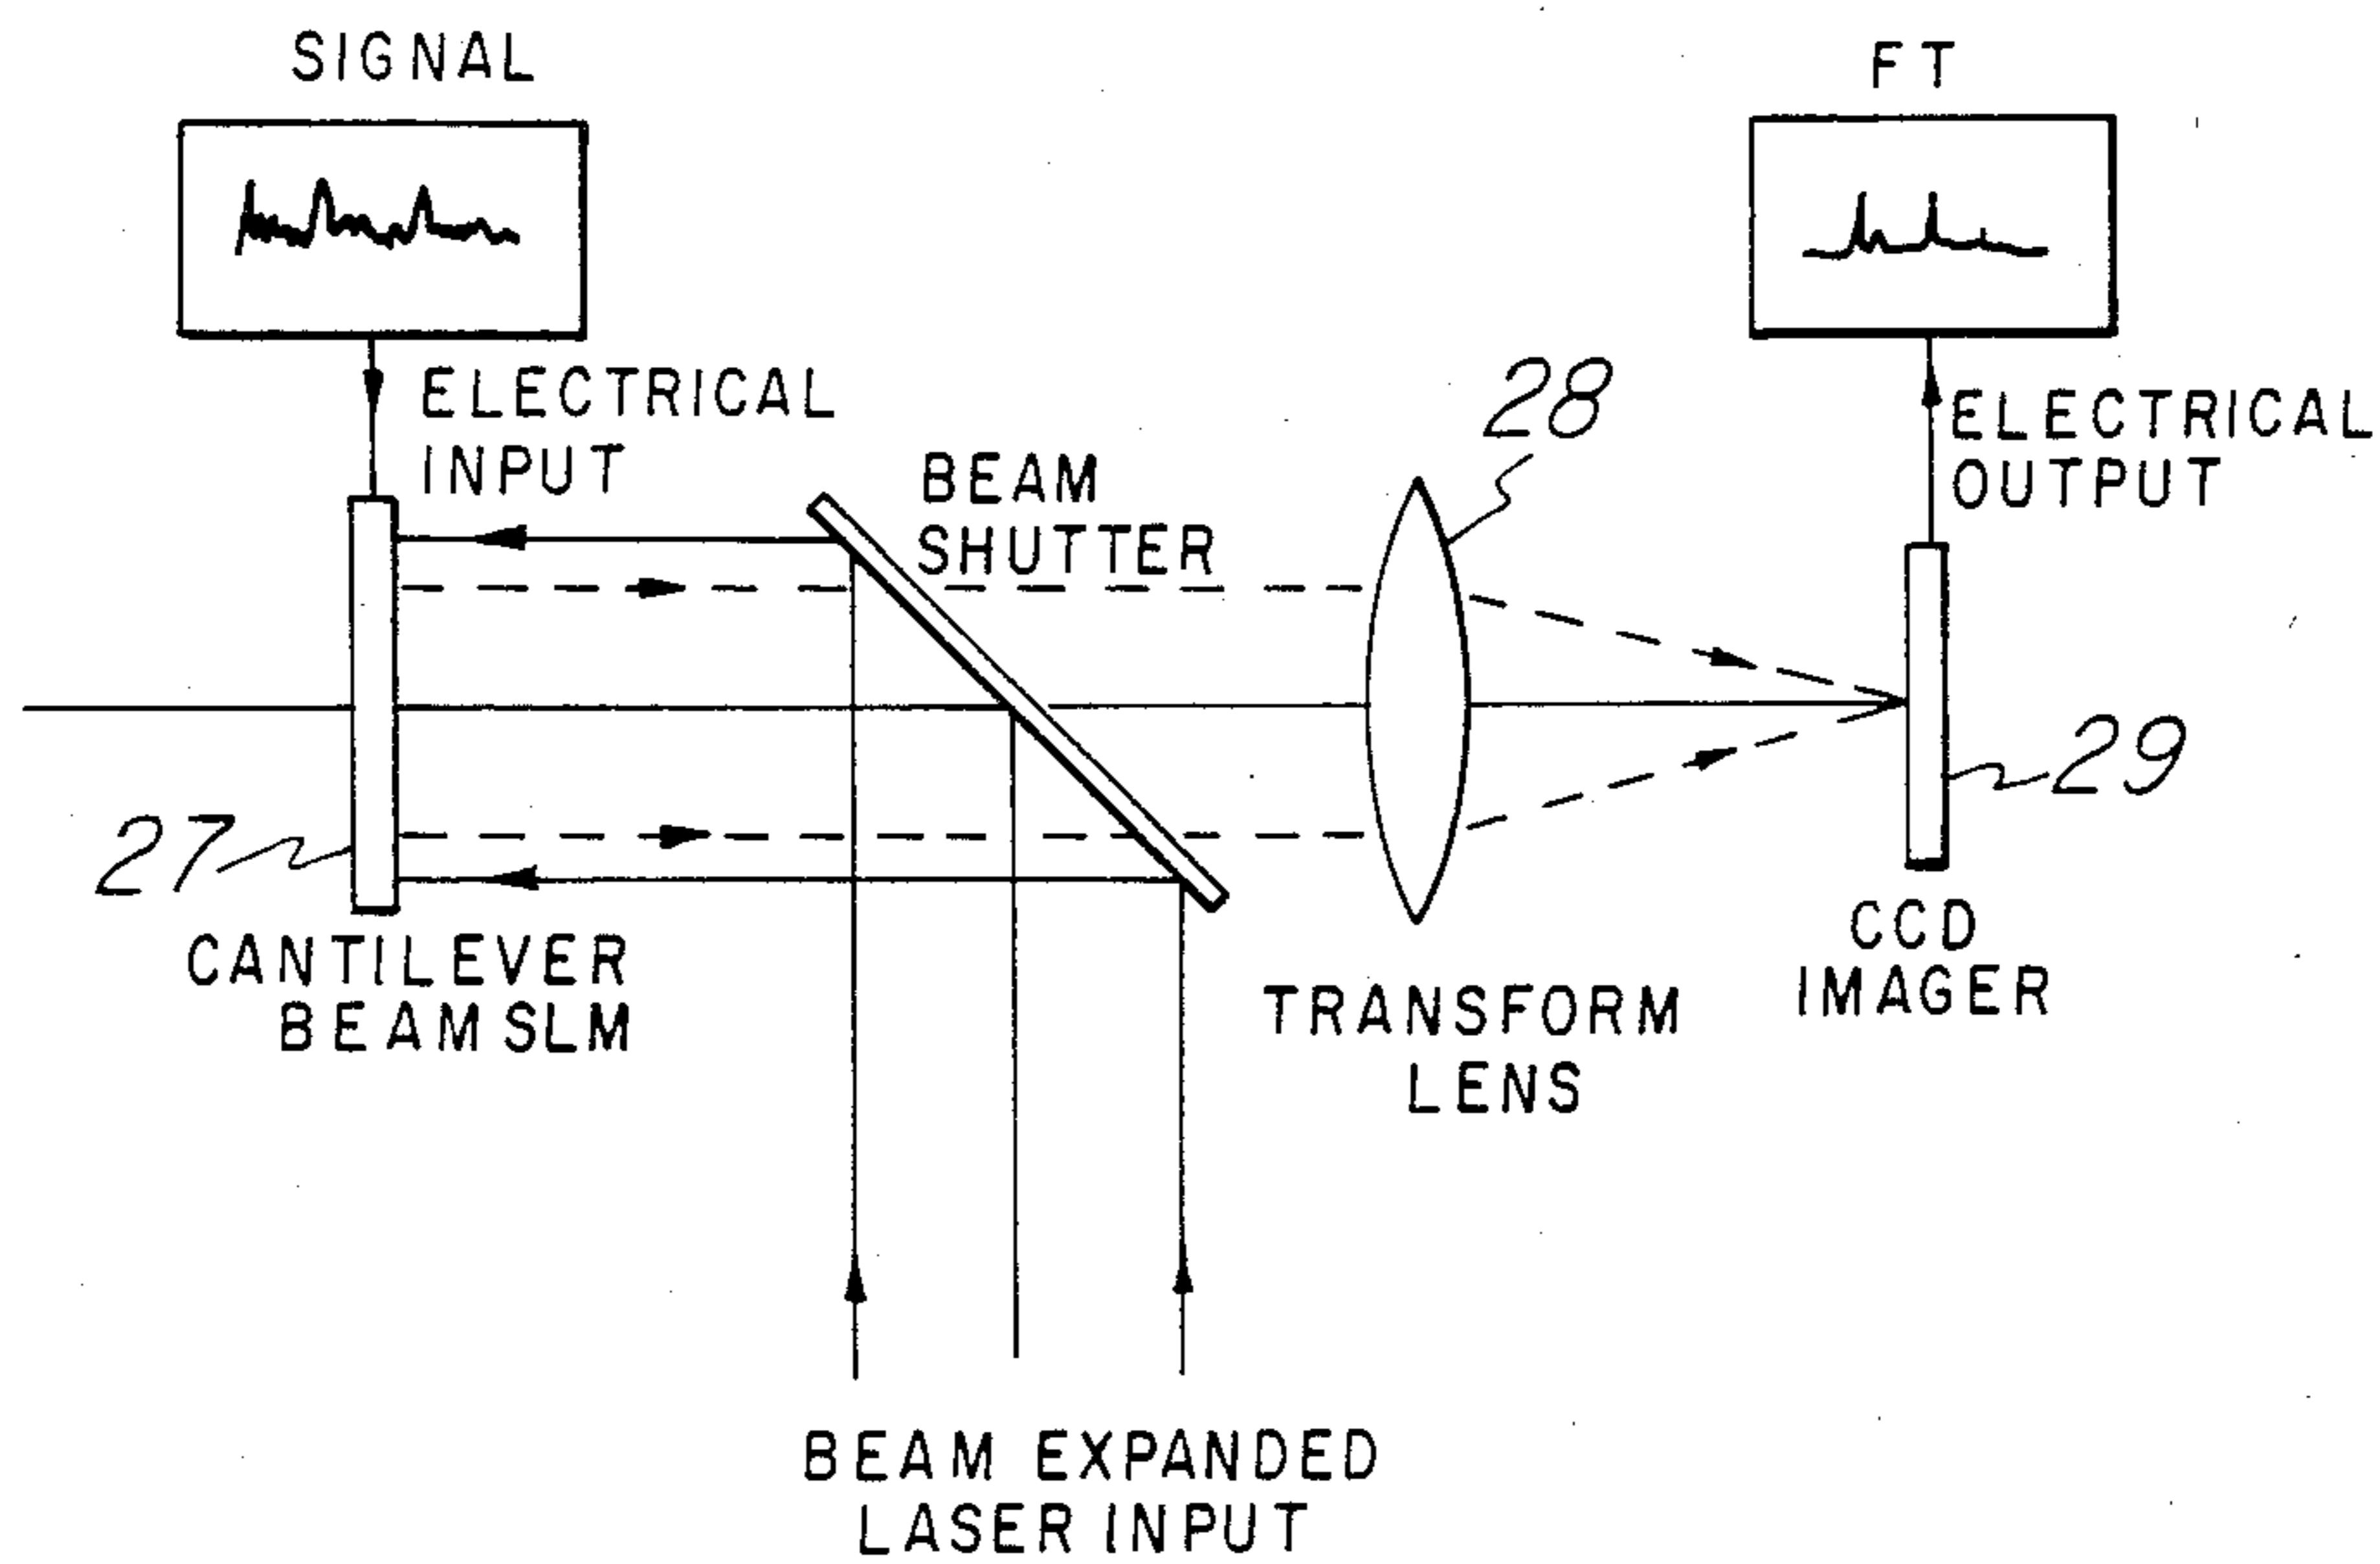 SIGNAL
FT
ELECTRICAL
INPUT
BEAM
SHUTTER
28
ELECTRICAL
OUTPUT
27
29
CANTILEVER
BEAM SLM
TRANSFORM
LENS
CCD
IMAGER
BEAM EXPANDED
LASER INPUT